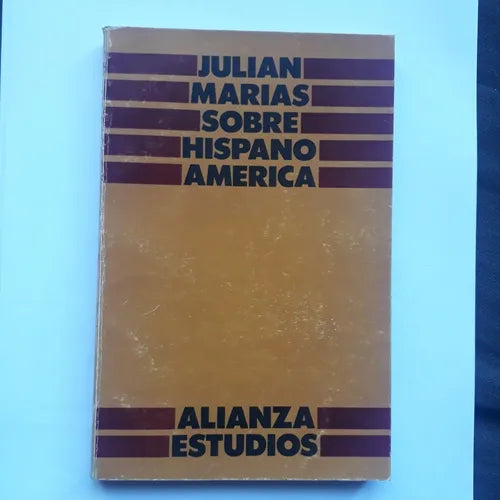 JULIAN
MARIAS
SOBRE
HISPANO
AMERICA
ALIANZA
ESTUDIOS